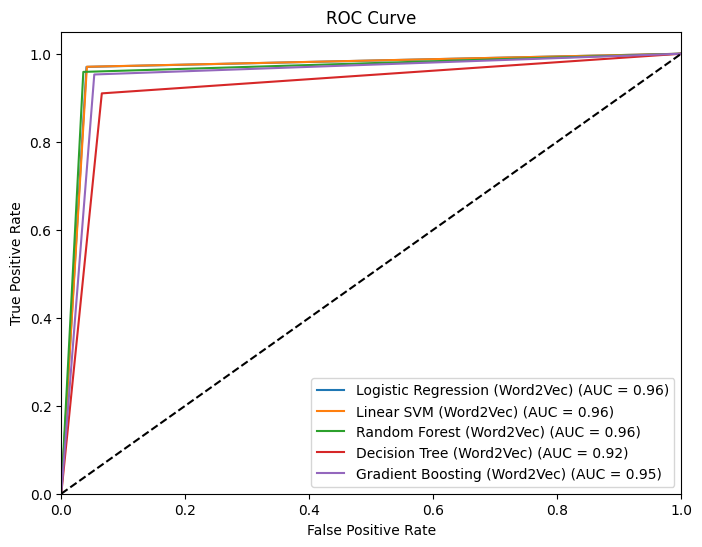 ROC Curve
True Positive Rate
1.0
0.8
0.6
0.4
0.2
0.0
Logistic Regression (Word2Vec) (AUC = 0.96)
Linear SVM (Word2Vec) (AUC = 0.96)
Random Forest (Word2Vec) (AUC = 0.96)
Decision Tree (Word2Vec) (AUC = 0.92)
Gradient Boosting (Word2Vec) (AUC = 0.95)
0.0 0.2 0.4 0.6 0.8 1.0
False Positive Rate